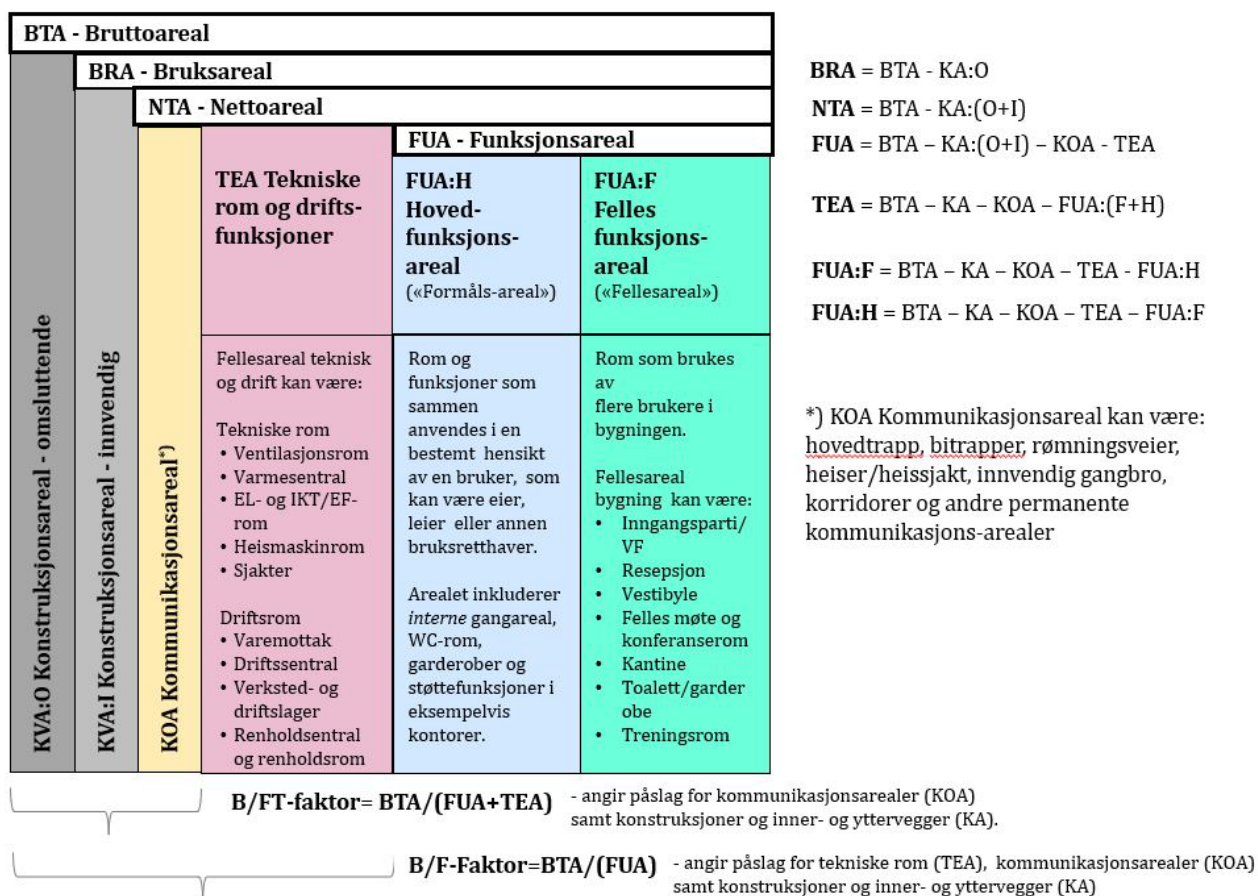 BTA - Bruttoareal
BRA - Bruksareal
NTA - Nettoareal
FUA - Funksjonsareal
KVA:O Konstruksjonsareal - omsluttende
KVA:I Konstruksjonsareal - innvendig
KOA Kommunikasjonsareal*)
TEA Tekniske
rom og drifts-
funksjoner
Fellesareal teknisk
og drift kan være:
Tekniske rom
• Ventilasjonsrom
• Varmesentral
• EL- og IKT/EF-
rom
• Heismaskinrom
• Sjakter
Driftsrom
• Varemottak
• Driftssentral
• Verksted- og
driftslager
• Renholdsentral
og renholdsrom
FUA:H
Hoved-
funksjons-
areal
(«Formåls-areal»)
Rom og
funksjoner som
sammen
anvendes i en
bestemt hensikt
av en bruker, som
kan være eier,
leier eller annen
bruksretthaver.
Arealet inkluderer
interne gangareal,
WC-rom,
garderober og
støttefunksjoner i
eksempelvis
kontorer.
FUA:F
Felles
funksjons-
areal
(«Fellesareal»)
Rom som brukes
av
flere brukere i
bygningen.
Fellesareal
bygning kan være:
• Inngangsparti/
VF
• Resepsjon
• Vestibyle
• Felles møte og
konferanserom
• Kantine
• Toalett/garder
obe
• Treningsrom
BRA = BTA - KA:O
NTA = BTA - KA:(O+I)
FUA = BTA – KA:(O+I) – KOA - TEA
TEA = BTA – KA – KOA – FUA:(F+H)
FUA:F = BTA – KA – KOA – TEA - FUA:H
FUA:H = BTA – KA – KOA – TEA – FUA:F
*) KOA Kommunikasjonsareal kan være:
hovedtrapp, bitrapper, rømningsveier,
heiser/heissjakt, innvendig gangbro,
korridorer og andre permanente
kommunikasjons-arealer
B/FT-faktor= BTA/(FUA+TEA)
- angir påslag for kommunikasjonsarealer (KOA)
samt konstruksjoner og inner- og yttervegger (KA).
B/F-Faktor=BTA/(FUA)
- angir påslag for tekniske rom (TEA), kommunikasjonsarealer (KOA)
samt konstruksjoner og inner- og yttervegger (KA)